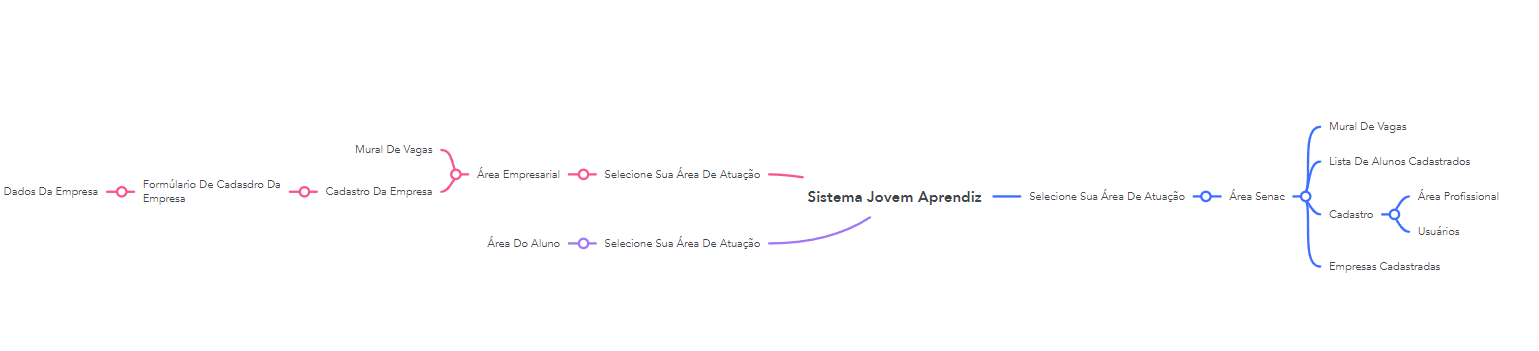 Sistema Jovem Aprendiz
Selecione Sua Área De Atuação
Área Empresarial
Mural De Vagas
Cadastro Da Empresa
Formúlario De Cadasdro Da
Empresa
Dados Da Empresa
Selecione Sua Área De Atuação
Área Do Aluno
Selecione Sua Área De Atuação
Área Senac
Mural De Vagas
Lista De Alunos Cadastrados
Cadastro
Área Profissional
Usuários
Empresas Cadastradas